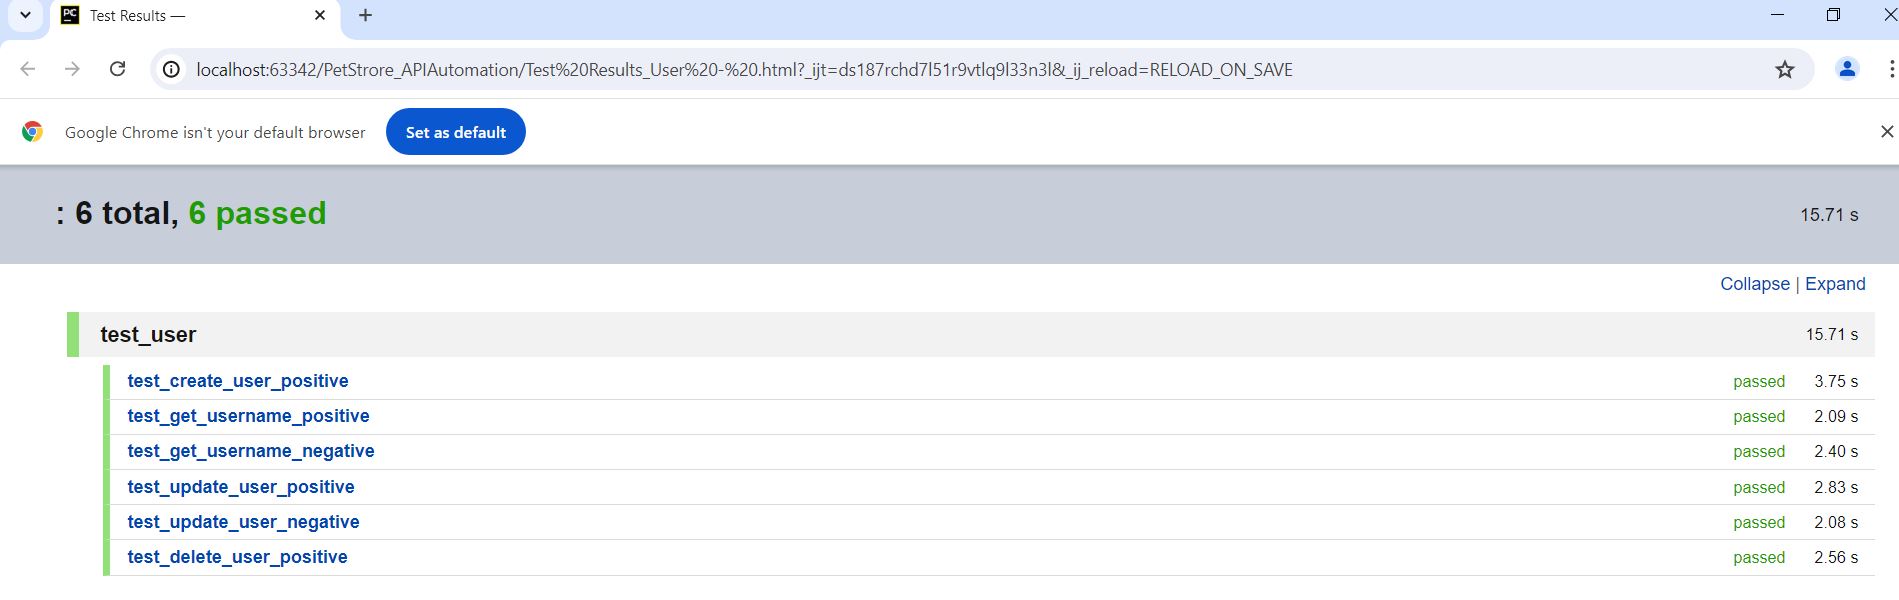 PC Test Results —
localhost:63342/PetStrore_APIAutomation/Test%20Results_User%20-%20.html?_ijt=ds187rchd7l51r9vtlq9l33n3l&_ij_reload=RELOAD_ON_SAVE
Google Chrome isn't your default browser Set as default
: 6 total, 6 passed 15.71 s
Collapse | Expand
test_user 15.71 s
test_create_user_positive passed 3.75 s
test_get_username_positive passed 2.09 s
test_get_username_negative passed 2.40 s
test_update_user_positive passed 2.83 s
test_update_user_negative passed 2.08 s
test_delete_user_positive passed 2.56 s